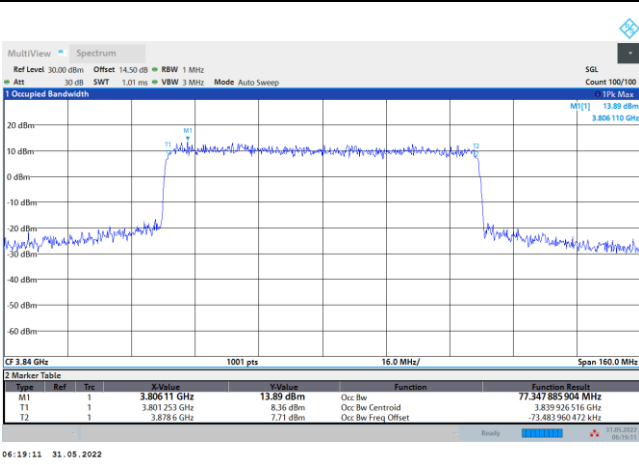 MultiView Spectrum
Ref Level 30.00 dBm Offset 14.50 dB RBW 1 MHz SGL
Att 30 dB SWT 1.01 ms VBW 3 MHz Mode Auto Sweep Count 100/100
1 Occupied Bandwidth 1Pk Max
M1[1] 13.89 dBm
3.806 110 GHz
20 dBm
M1
T1 T2
10 dBm
0 dBm
-10 dBm
-20 dBm
-30 dBm
-40 dBm
-50 dBm
-60 dBm
CF 3.84 GHz 1001 pts 16.0 MHz/ Span 160.0 MHz
2 Marker Table
Type Ref Trc X-Value Y-Value Function Function Result
M1 1 3.80611 GHz 13.89 dBm Occ Bw 77.347 885 904 MHz
T1 1 3.801 253 GHz 8.36 dBm Occ Bw Centroid 3.839 926 516 GHz
T2 1 3.878 6 GHz 7.71 dBm Occ Bw Freq Offset -73.483 960 472 kHz
Ready 31.05.2022
06:19:11
06:19:11 31.05.2022